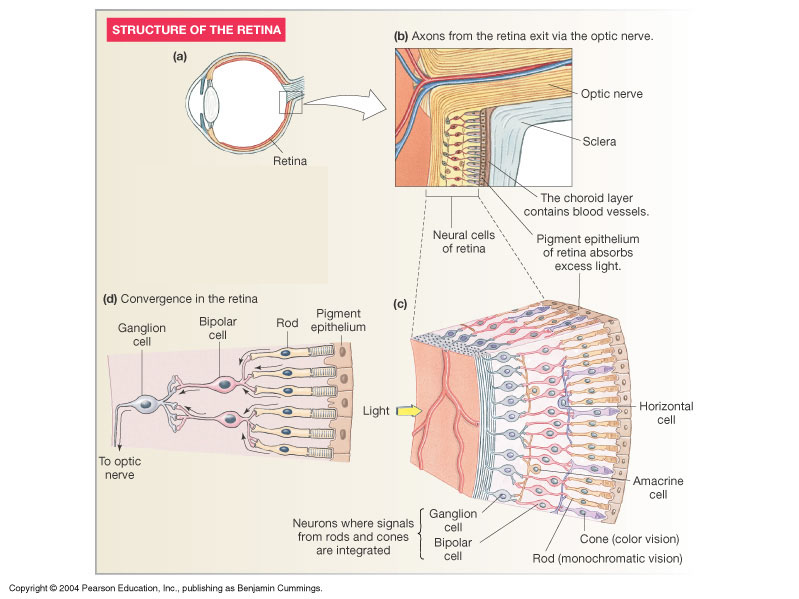 STRUCTURE OF THE RETINA
(a)
Retina
(b) Axons from the retina exit via the optic nerve.
Optic nerve
Sclera
The choroid layer
contains blood vessels.
Neural cells
of retina
Pigment epithelium
of retina absorbs
excess light.
(d) Convergence in the retina
Ganglion
cell
Bipolar
cell
Rod
Pigment
epithelium
To optic
nerve
(c)
Light
Horizontal
cell
Amacrine
cell
Cone (color vision)
Rod (monochromatic vision)
Neurons where signals
from rods and cones
are integrated
Ganglion
cell
Bipolar
cell
Copyright © 2004 Pearson Education, Inc., publishing as Benjamin Cummings.